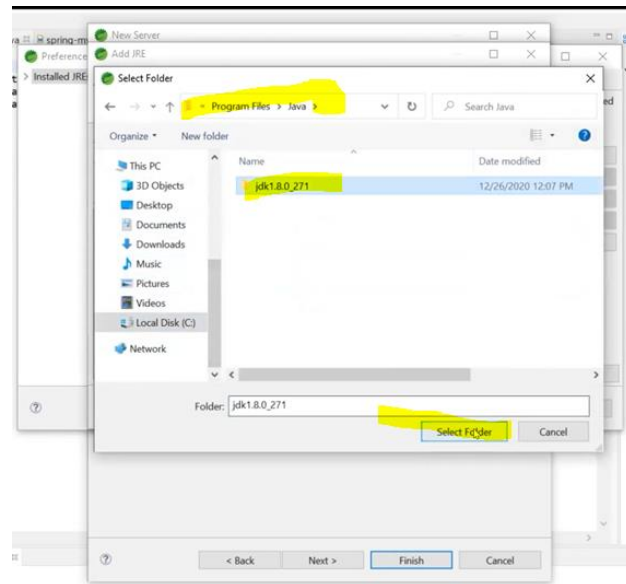 New Server
spring-m
Preference
Add JRE
Installed JRE
Select Folder
Program Files > Java >
Search Java
Organize
New folder
This PC
3D Objects
Desktop
Documents
Downloads
Music
Pictures
Videos
Local Disk (C:)
Network
Name
Date modified
jdk1.8.0_271
12/26/2020 12:07 PM
Folder: jdk1.8.0_271
Select Folder
Cancel
< Back
Next >
Finish
Cancel